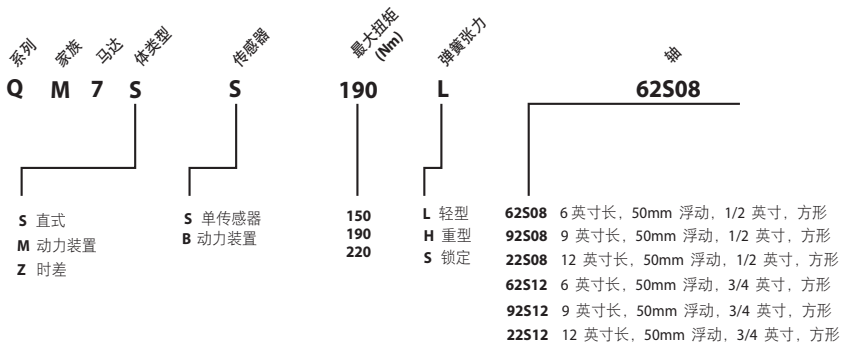 系列 家族 马达 体类型 传感器 最大扭矩 (Nm) 弹簧张力 轴
Q M 7 S S 190 L 62S08
S 直式
M 动力装置
Z 时差
S 单传感器
B 动力装置
150
190
220
L 轻型
H 重型
S 锁定
62S08 6 英寸长，50mm 浮动，1/2 英寸，方形
92S08 9 英寸长，50mm 浮动，1/2 英寸，方形
22S08 12 英寸长，50mm 浮动，1/2 英寸，方形
62S12 6 英寸长，50mm 浮动，3/4 英寸，方形
92S12 9 英寸长，50mm 浮动，3/4 英寸，方形
22S12 12 英寸长，50mm 浮动，3/4 英寸，方形